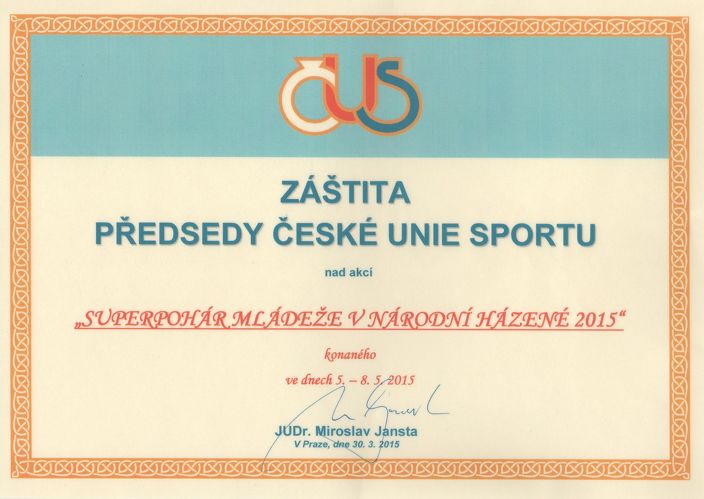 ČUS
ZÁŠTITA
PŘEDSEDY ČESKÉ UNIE SPORTU
nad akcí
„SUPERPOHÁR MLÁDEŽE V NÁRODNÍ HÁZENÉ 2015“
konaného
ve dnech 5. – 8. 5. 2015
JUDr. Miroslav Jansta
V Praze, dne 30. 3. 2015